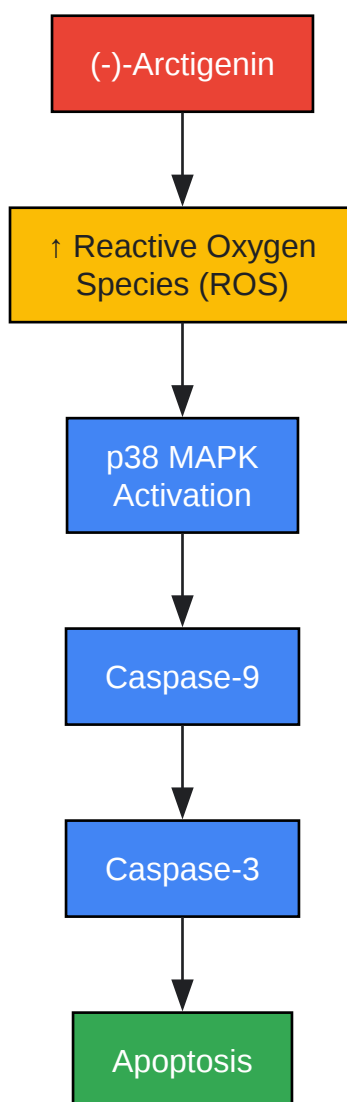 (-)-Arctigenin
↑ Reactive Oxygen
Species (ROS)
p38 MAPK
Activation
Caspase-9
Caspase-3
Apoptosis